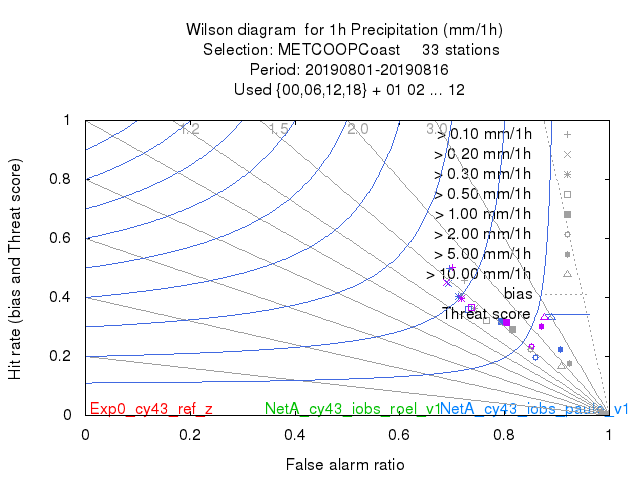 Wilson diagram  for 1h Precipitation (mm/1h)
Selection: METCOOPCoast     33 stations
Period: 20190801-20190816
Used {00,06,12,18} + 01 02 ... 12
Hit rate (bias and Threat score)
1
0.8
0.6
0.4
0.2
0
1.2
1.5
2.0
3.0
> 0.10 mm/1h
> 0.20 mm/1h
> 0.30 mm/1h
> 0.50 mm/1h
> 1.00 mm/1h
> 2.00 mm/1h
> 5.00 mm/1h
> 10.00 mm/1h
bias
Threat score
Exp0_cy43_ref_z
NetA_cy43_iobs_roel_v1
NetA_cy43_iobs_paulo_v1
0
0.2
0.4
0.6
0.8
1
False alarm ratio